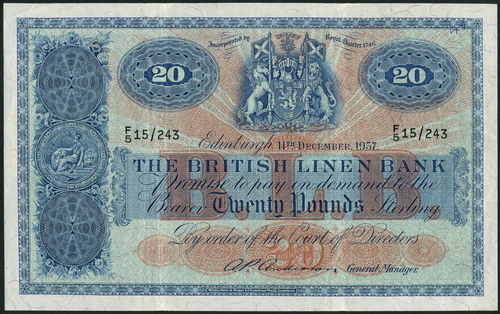 Incorporated by Royal Charter 1746.
20 20
F/5 15/243 F/5 15/243
Edinburgh, 11TH DECEMBER, 1957.
THE BRITISH LINEN BANK
Promise to pay on demand to the
Bearer Twenty Pounds Sterling
By order of the Court of Directors
General Manager.